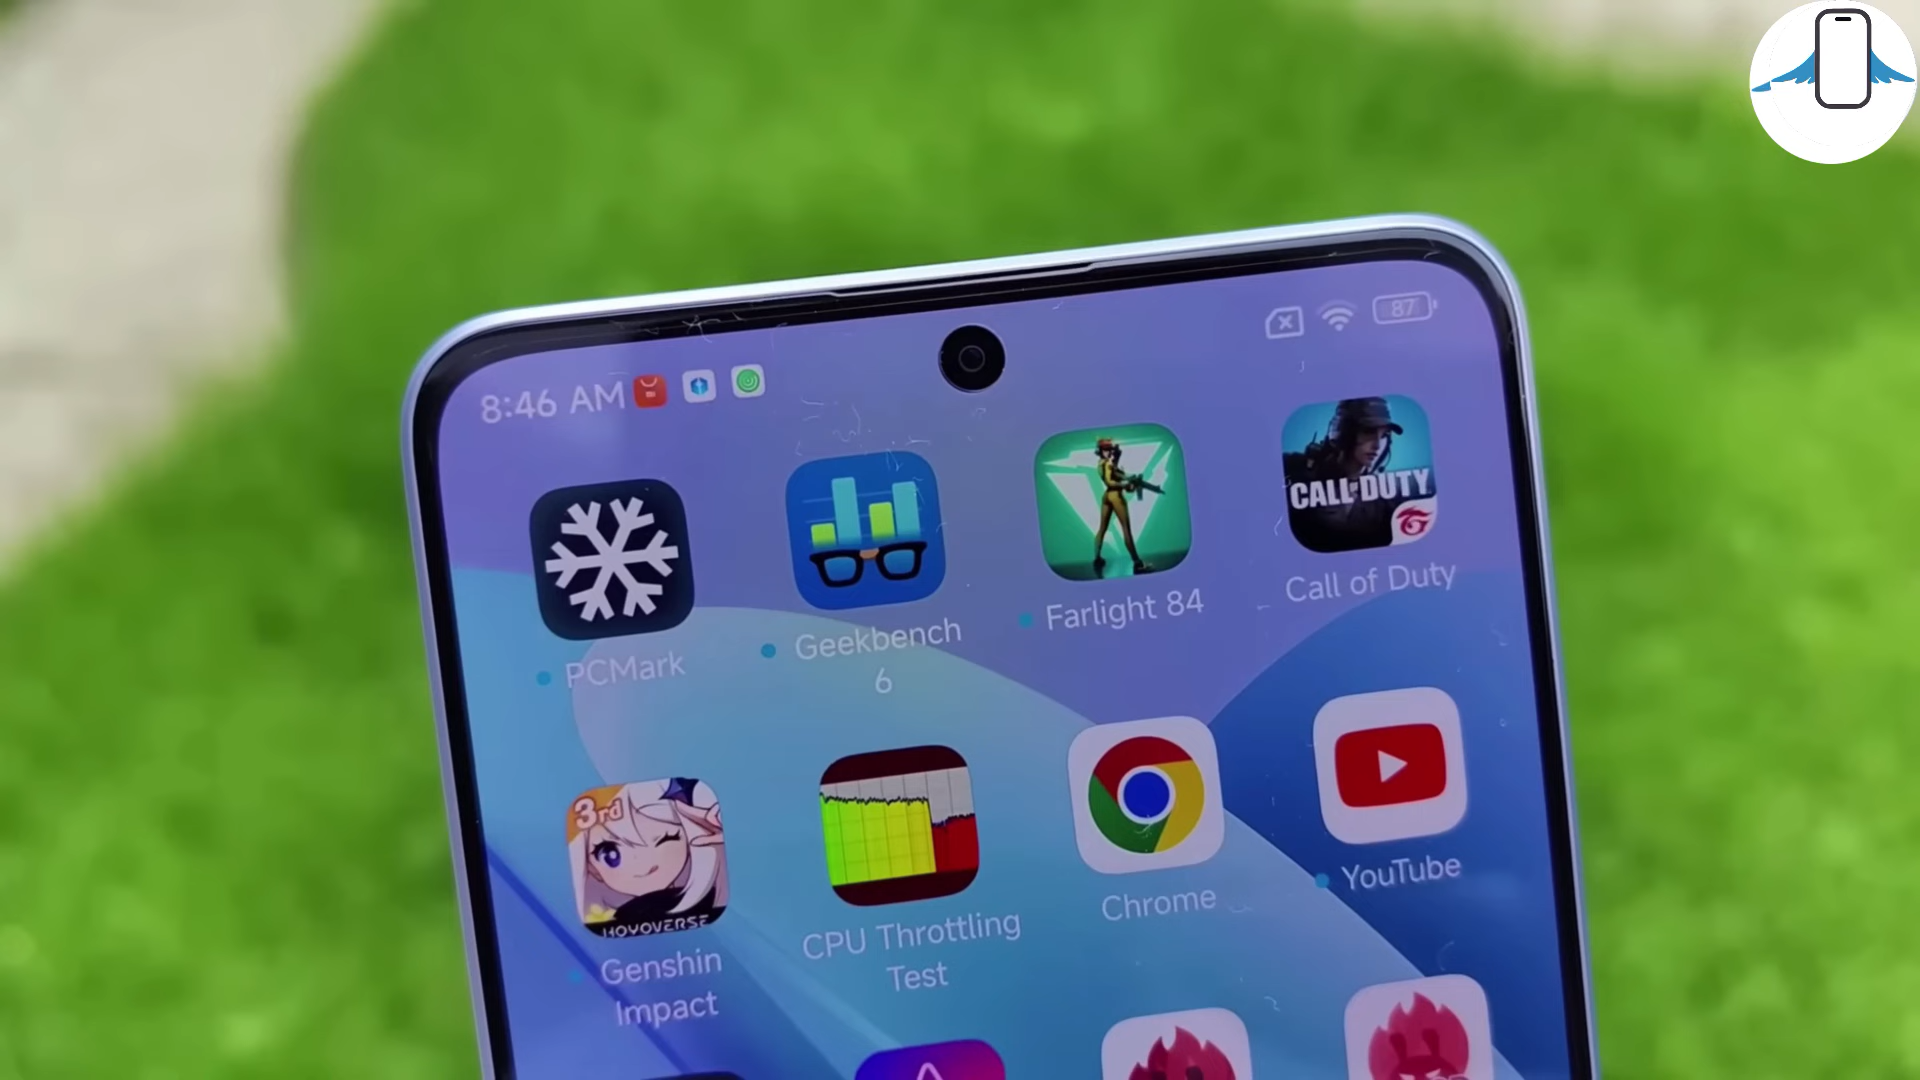 8:46 AM
87
CALL OF DUTY
PCMark
Geekbench
6
Farlight 84
Call of Duty
3rd
HOYOVERSE
Genshin
Impact
CPU Throttling
Test
Chrome
YouTube